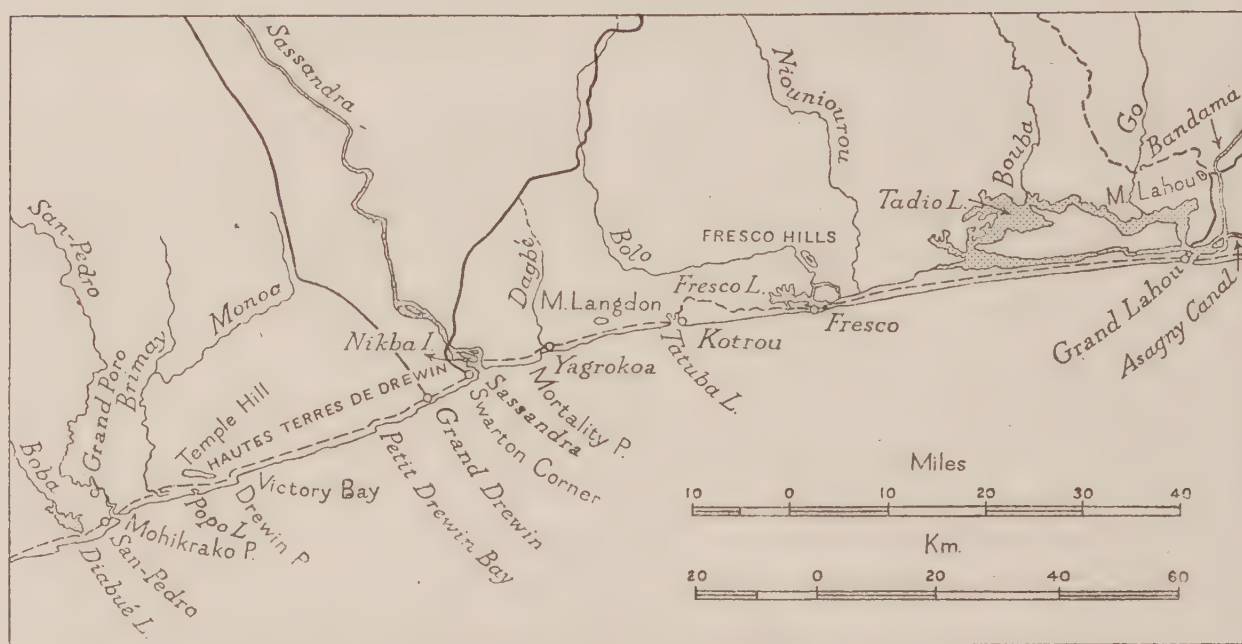 Sassandra
San-Pedro
Grand Poro
Brimay
Monoa
Boba
Nikba I.
Temple Hill
HAUTES TERRES DE DREWIN
Dagbé
Bolo
Niouniourou
FRESCO HILLS
M. Langdon
Fresco L.
Tadio L.
Bouba
Go
Bandama
M. Lahou
Fresco
Kotrou
Tatuba L.
Yagrokoa
Mortality P.
Sassandra
Swarton Corner
Grand Drewin
Petit Drewin Bay
Victory Bay
Drewin P.
Popo L.
Mohikrako P.
San-Pedro
Diabué L.
Grand Lahou
Asagny Canal
Miles
10 0 10 20 30 40
Km.
20 0 20 40 60